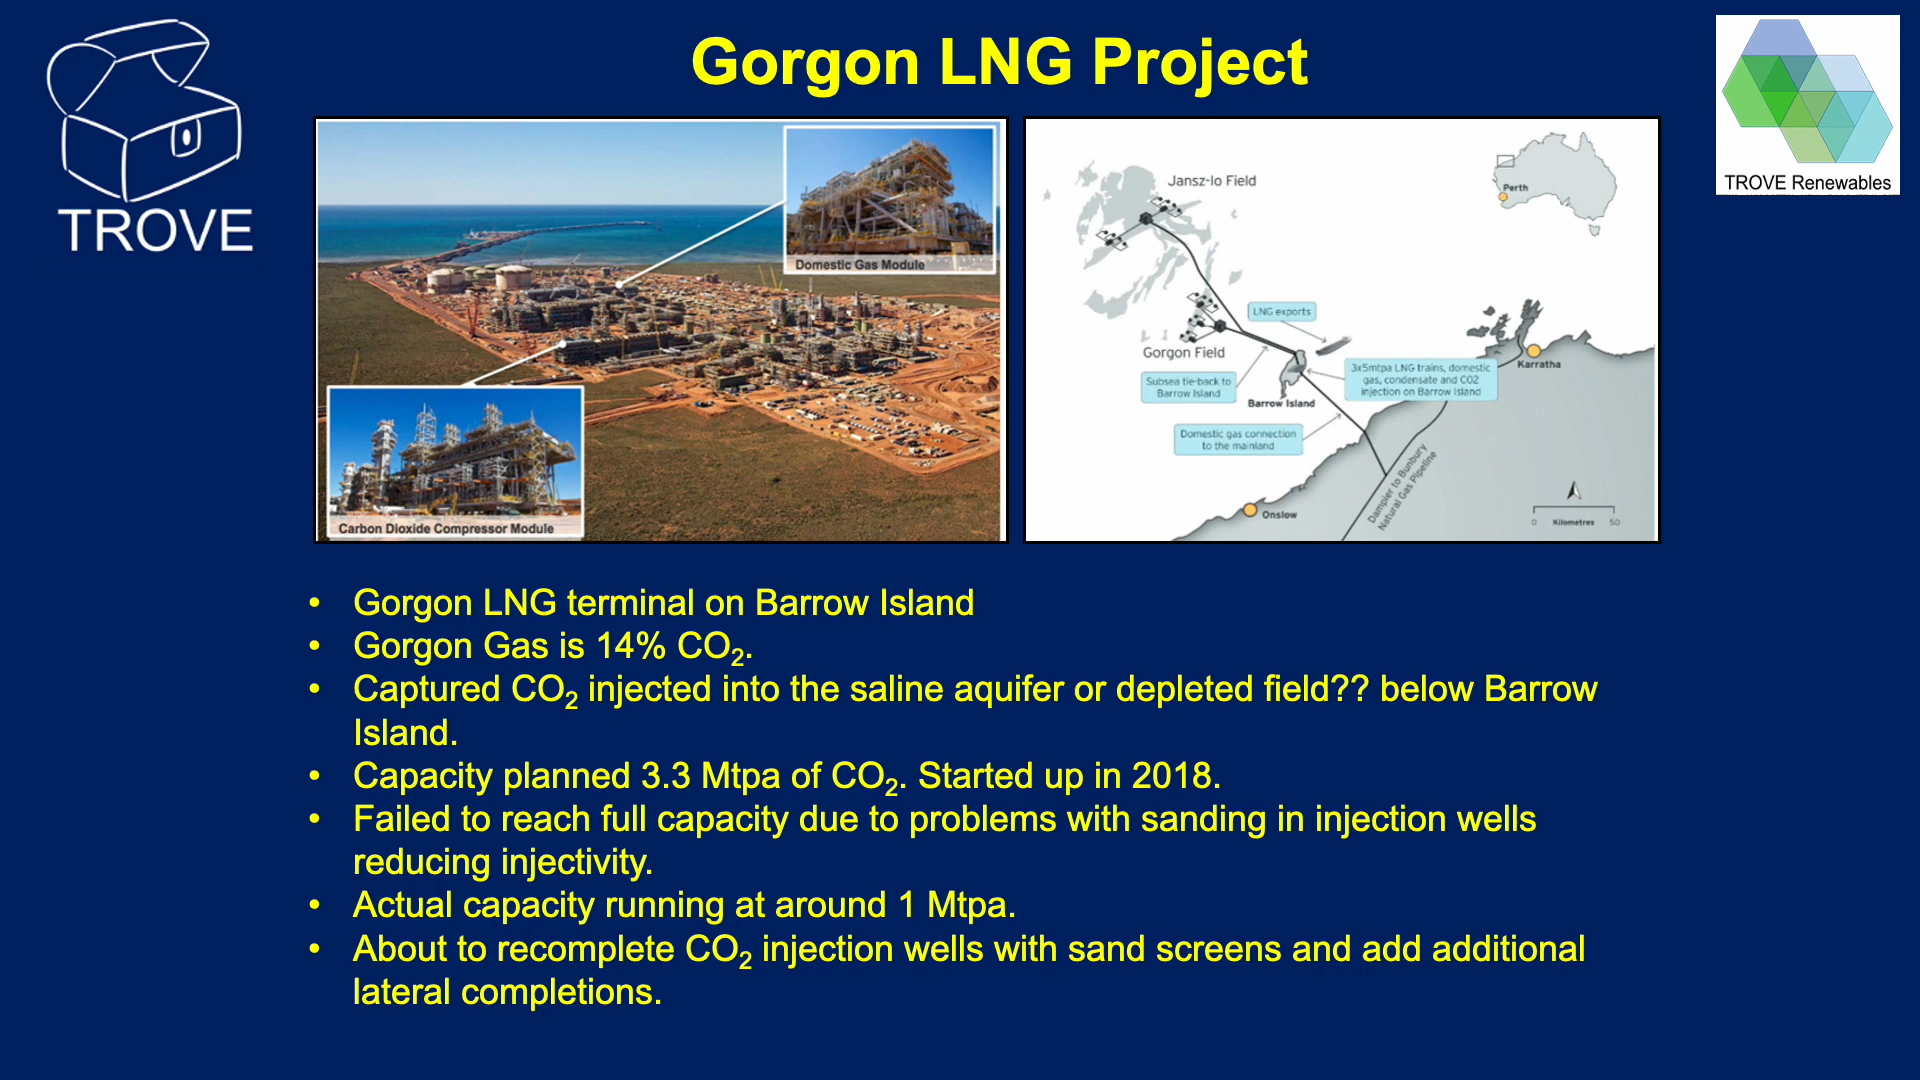 Gorgon LNG Project
TROVE
TROVE Renewables
Domestic Gas Module
Carbon Dioxide Compressor Module
Jansz-Io Field
Perth
LNG exports
Gorgon Field
Subsea tie-back to
Barrow Island
Barrow Island
3x5mtpa LNG trains, domestic
gas, condensate and CO2
injection on Barrow Island
Karratha
Domestic gas connection
to the mainland
Dampier to Bunbury
Natural Gas Pipeline
Onslow
0 Kilometres 50
• Gorgon LNG terminal on Barrow Island
• Gorgon Gas is 14% CO₂.
• Captured CO₂ injected into the saline aquifer or depleted field?? below Barrow
Island.
• Capacity planned 3.3 Mtpa of CO₂. Started up in 2018.
• Failed to reach full capacity due to problems with sanding in injection wells
reducing injectivity.
• Actual capacity running at around 1 Mtpa.
• About to recomplete CO₂ injection wells with sand screens and add additional
lateral completions.